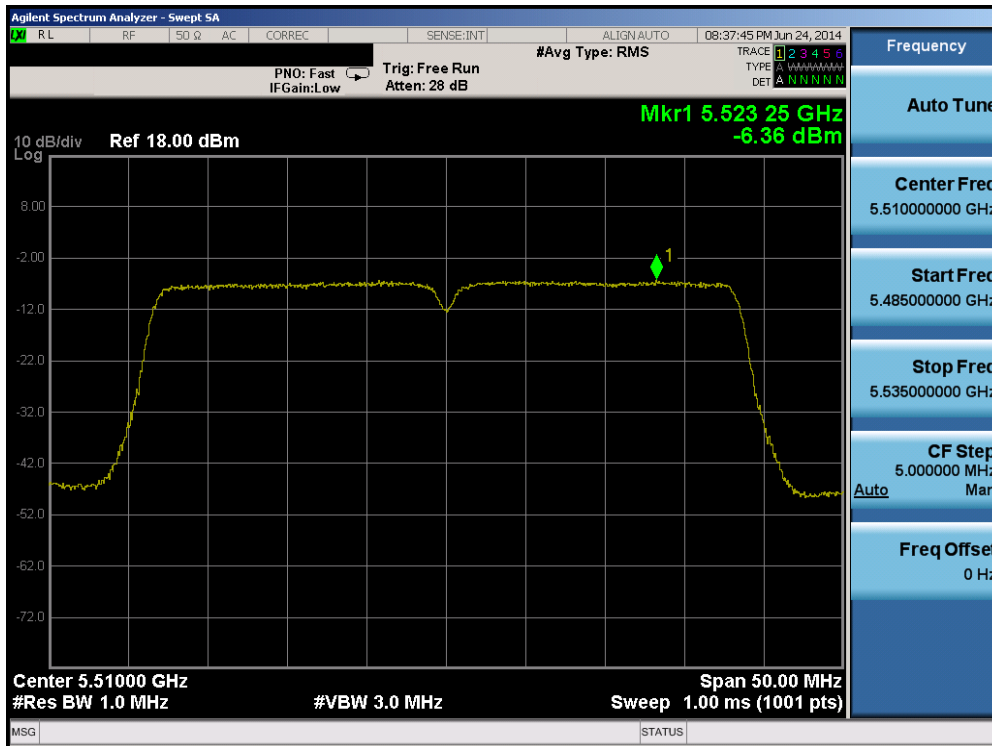 Agilent Spectrum Analyzer - Swept SA
LXI RL RF 50 Ω AC CORREC SENSE:INT ALIGN AUTO 08:37:45 PM Jun 24, 2014
#Avg Type: RMS
TRACE 1 2 3 4 5 6
PNO: Fast Trig: Free Run TYPE A WWWWW
IFGain:Low Atten: 28 dB DET A N N N N N
Mkr1 5.523 25 GHz
-6.36 dBm
10 dB/div Ref 18.00 dBm
Log
8.00
1
-2.00
-12.0
-22.0
-32.0
-42.0
-52.0
-62.0
-72.0
Center 5.51000 GHz Span 50.00 MHz
#Res BW 1.0 MHz #VBW 3.0 MHz Sweep 1.00 ms (1001 pts)
MSG STATUS
Frequency
Auto Tune
Center Freq
5.510000000 GHz
Start Freq
5.485000000 GHz
Stop Freq
5.535000000 GHz
CF Step
5.000000 MHz
Auto Man
Freq Offset
0 Hz